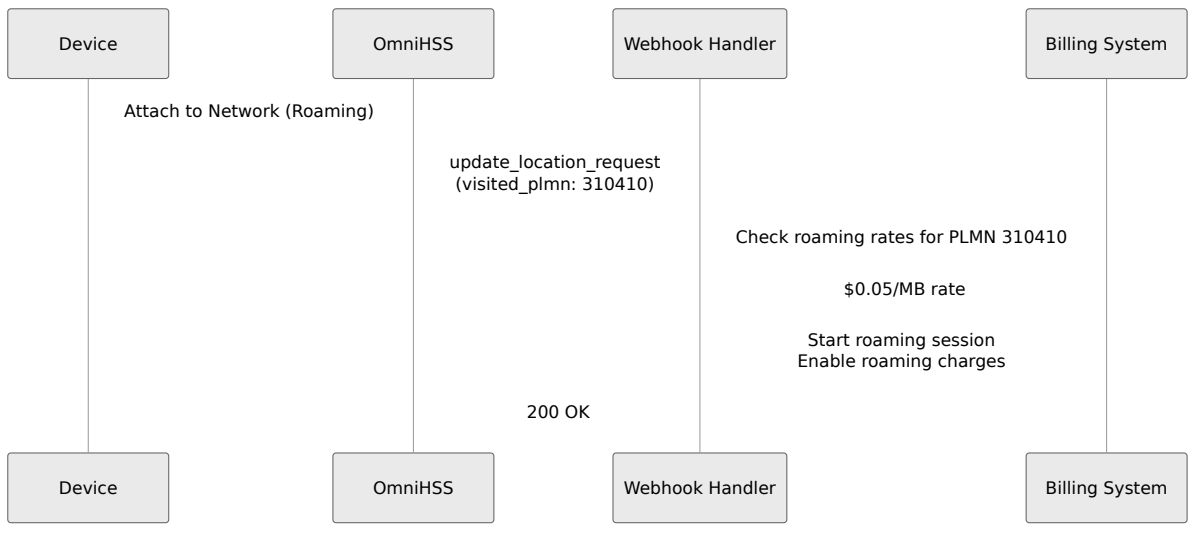 Device
OmniHSS
Webhook Handler
Billing System
Attach to Network (Roaming)
update_location_request
(visited_plmn: 310410)
Check roaming rates for PLMN 310410
$0.05/MB rate
Start roaming session
Enable roaming charges
200 OK
Device
OmniHSS
Webhook Handler
Billing System